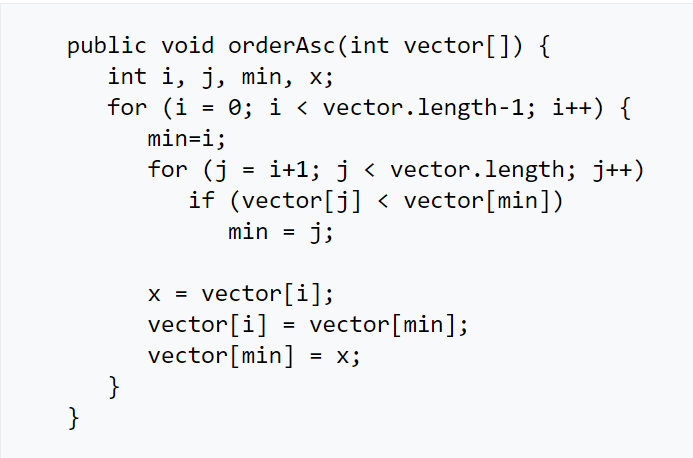 public void orderAsc(int vector[]) {
   int i, j, min, x;
   for (i = 0; i < vector.length-1; i++) {
      min=i;
      for (j = i+1; j < vector.length; j++)
         if (vector[j] < vector[min])
            min = j;

      x = vector[i];
      vector[i] = vector[min];
      vector[min] = x;
   }
}